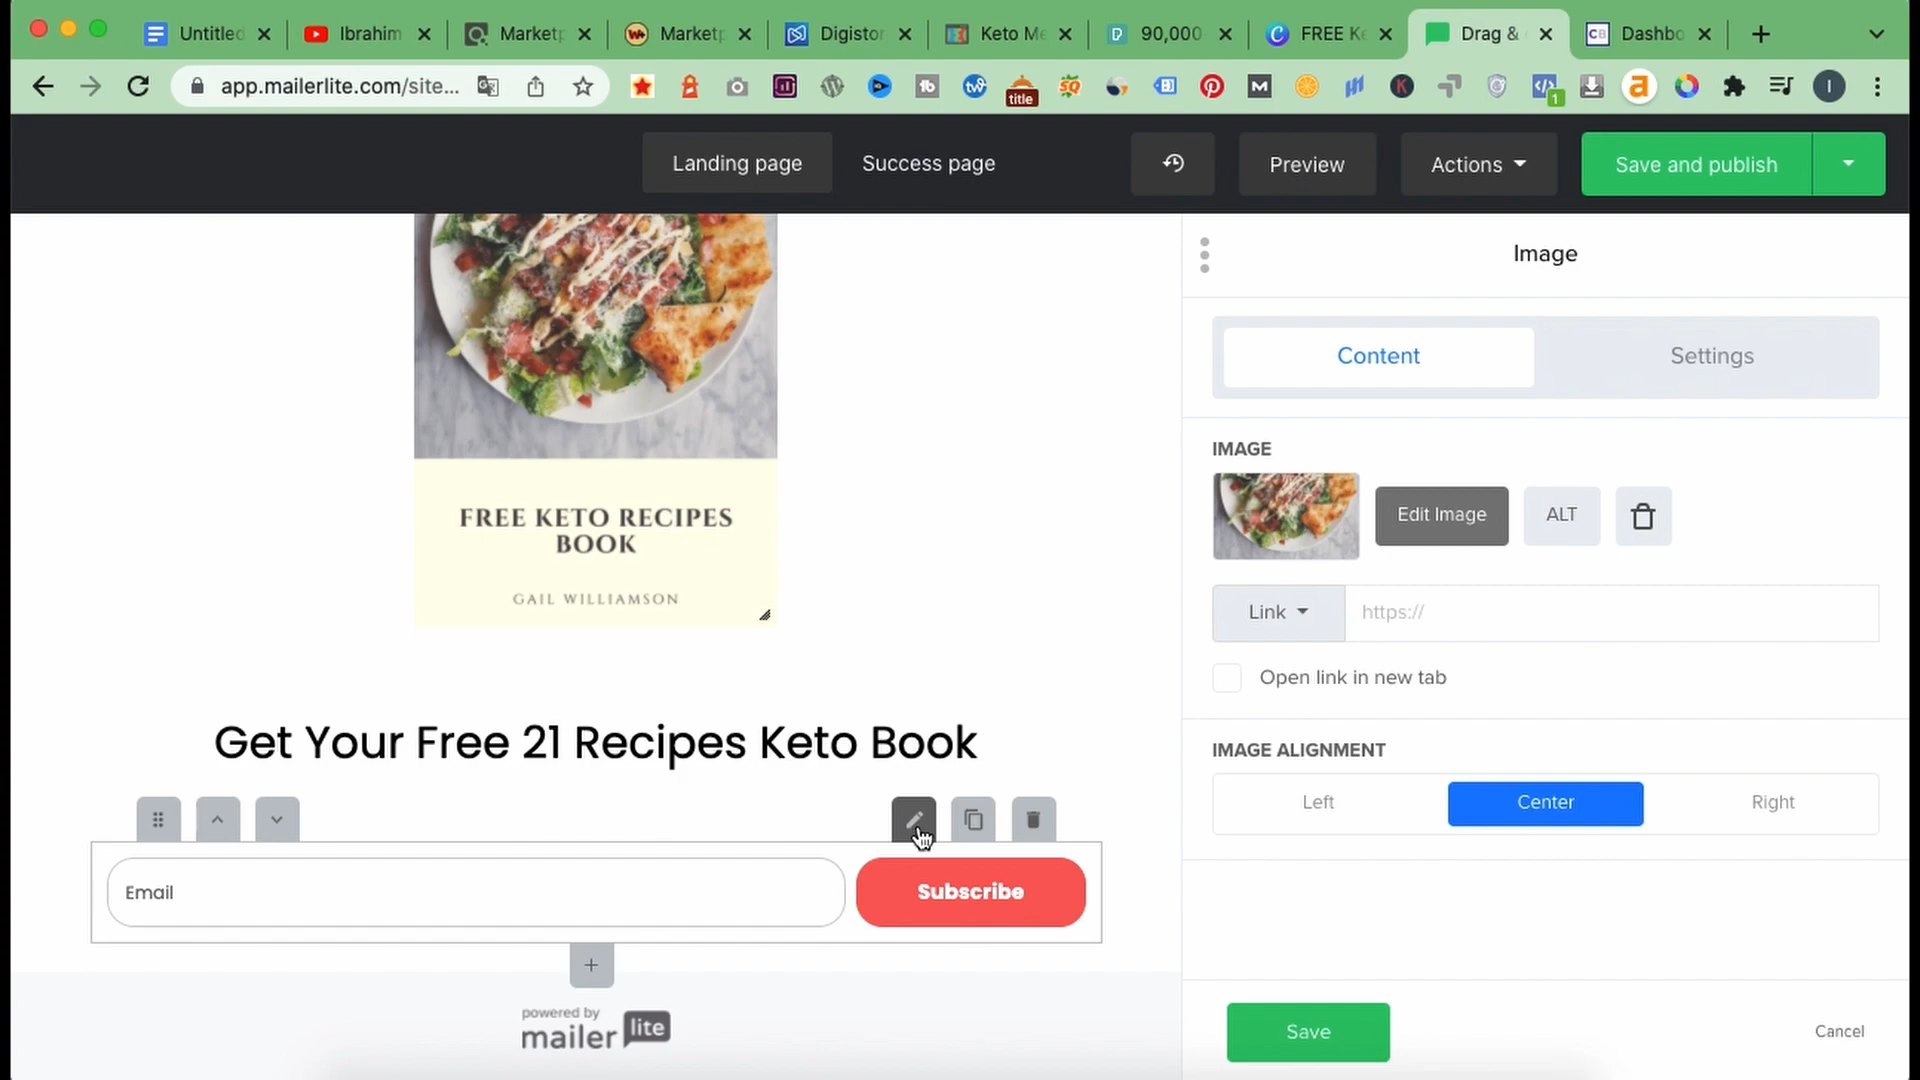 Untitled
Ibrahim
Marketp
Marketp
Digistor
Keto Me
90,000
FREE Ke
Drag &
Dashbo
app.mailerlite.com/site...
title
1
I
Landing page
Success page
Preview
Actions
Save and publish
FREE KETO RECIPES
BOOK
GAIL WILLIAMSON
Get Your Free 21 Recipes Keto Book
Email
Subscribe
powered by
mailer lite
Image
Content
Settings
IMAGE
Edit Image
ALT
Link
https://
Open link in new tab
IMAGE ALIGNMENT
Left
Center
Right
Save
Cancel